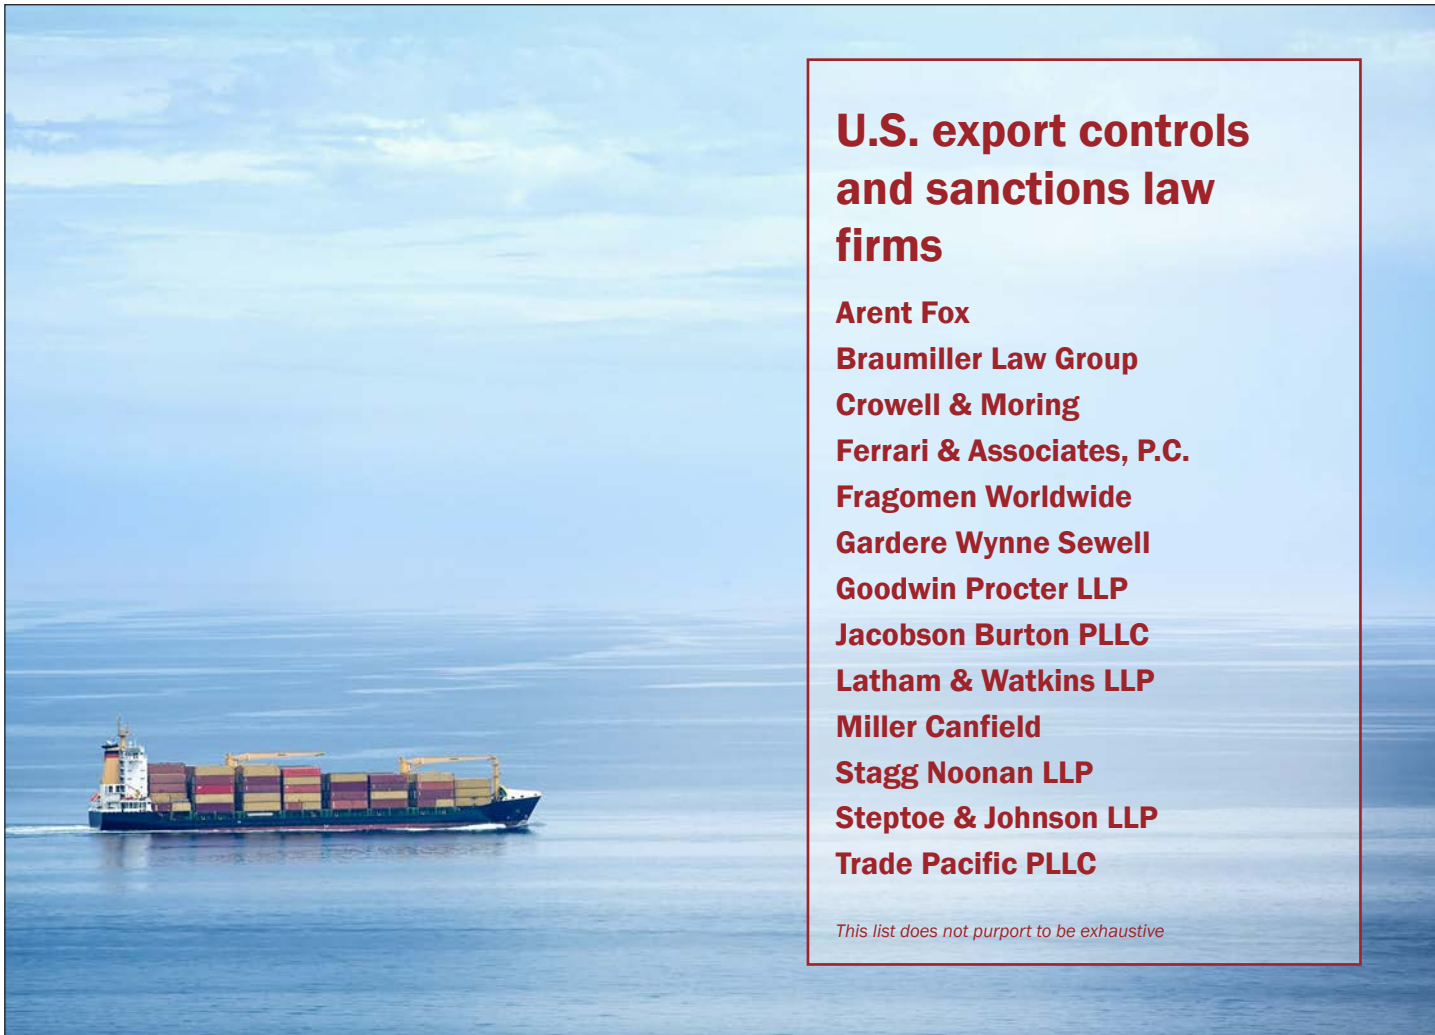 U.S. export controls
and sanctions law
firms
Arent Fox
Braumiller Law Group
Crowell & Moring
Ferrari & Associates, P.C.
Fragomen Worldwide
Gardere Wynne Sewell
Goodwin Procter LLP
Jacobson Burton PLLC
Latham & Watkins LLP
Miller Canfield
Stagg Noonan LLP
Steptoe & Johnson LLP
Trade Pacific PLLC
This list does not purport to be exhaustive